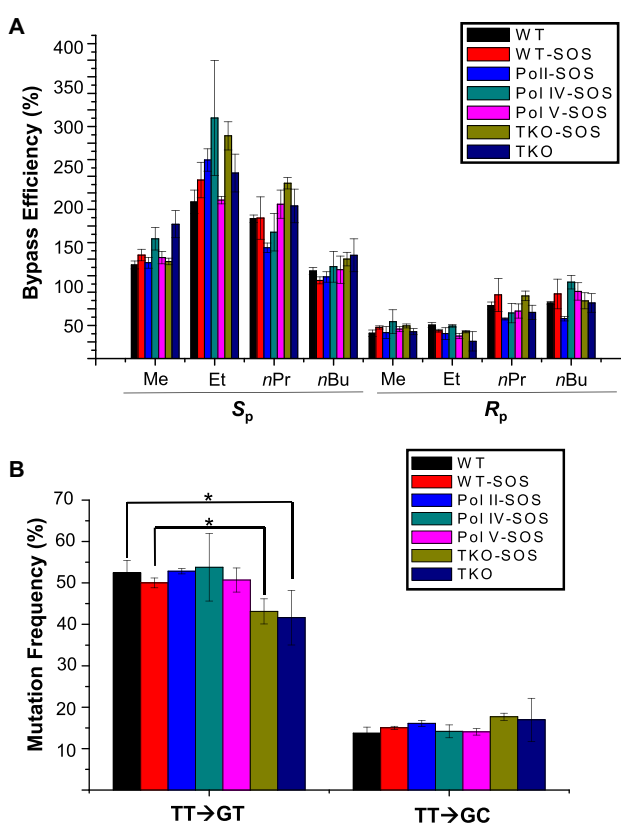 A
WT
WT-SOS
PolII-SOS
Pol IV-SOS
Pol V-SOS
TKO-SOS
TKO
Bypass Efficiency (%)
400
350
300
250
200
150
100
50
Me Et nPr nBu Me Et nPr nBu
Sp Rp
B
WT
WT-SOS
Pol II-SOS
Pol IV-SOS
Pol V-SOS
TKO-SOS
TKO
Mutation Frequency (%)
70
60
50
40
30
20
10
*
*
TT→GT TT→GC